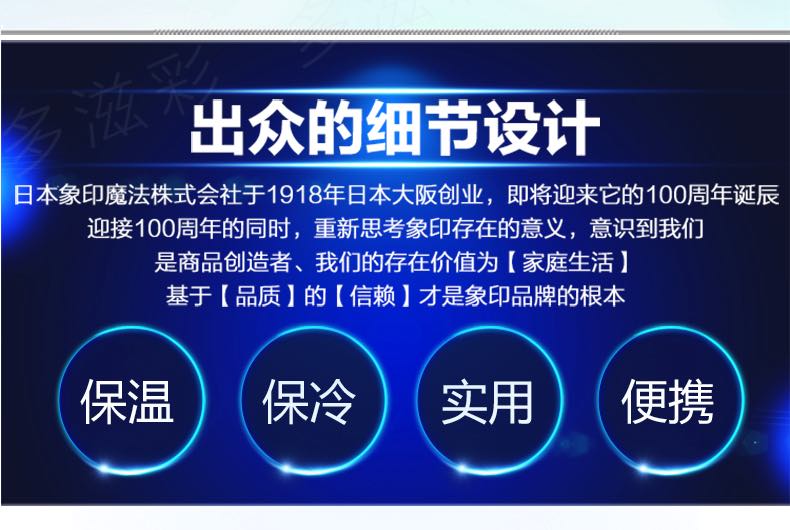 多滋彩
出众的细节设计
日本象印魔法株式会社于1918年日本大阪创业，即将迎来它的100周年诞辰
迎接100周年的同时，重新思考象印存在的意义，意识到我们
是商品创造者、我们的存在价值为【家庭生活】
基于【品质】的【信赖】才是象印品牌的根本
保温 保冷 实用 便携